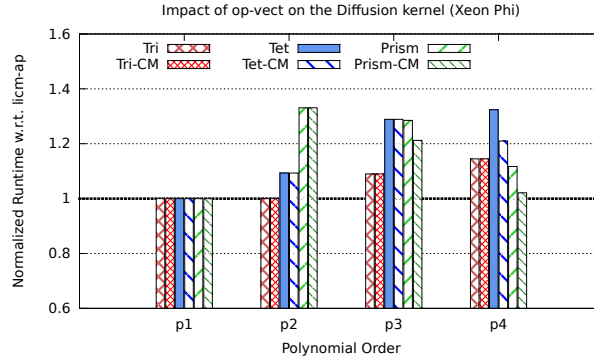 Impact of op-vect on the Diffusion kernel (Xeon Phi)
1.6
1.4
1.2
1
0.8
0.6
Normalized Runtime w.r.t. licm-ap
Tri Tet Prism
Tri-CM Tet-CM Prism-CM
p1 p2 p3 p4
Polynomial Order